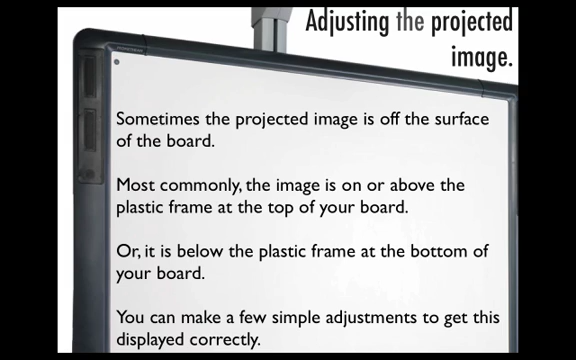 Adjusting the projected
image.
Sometimes the projected image is off the surface
of the board.
Most commonly, the image is on or above the
plastic frame at the top of your board.
Or, it is below the plastic frame at the bottom of
your board.
You can make a few simple adjustments to get this
displayed correctly.